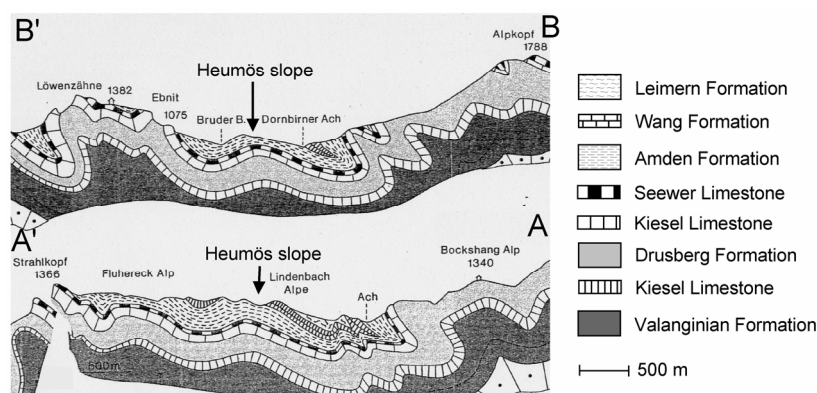 B'
B
Alpkopf
1788
Löwenzähne
1382
Ebnit
1075
Heumös slope
Bruder B.
Dornbirner Ach
A'
A
Strahlkopf
1366
Fluhereck Alp
Heumös slope
Lindenbach
Alpe
Ach
Bockshang Alp
1340
500m
Leimern Formation
Wang Formation
Amden Formation
Seewer Limestone
Kiesel Limestone
Drusberg Formation
Kiesel Limestone
Valanginian Formation
500 m